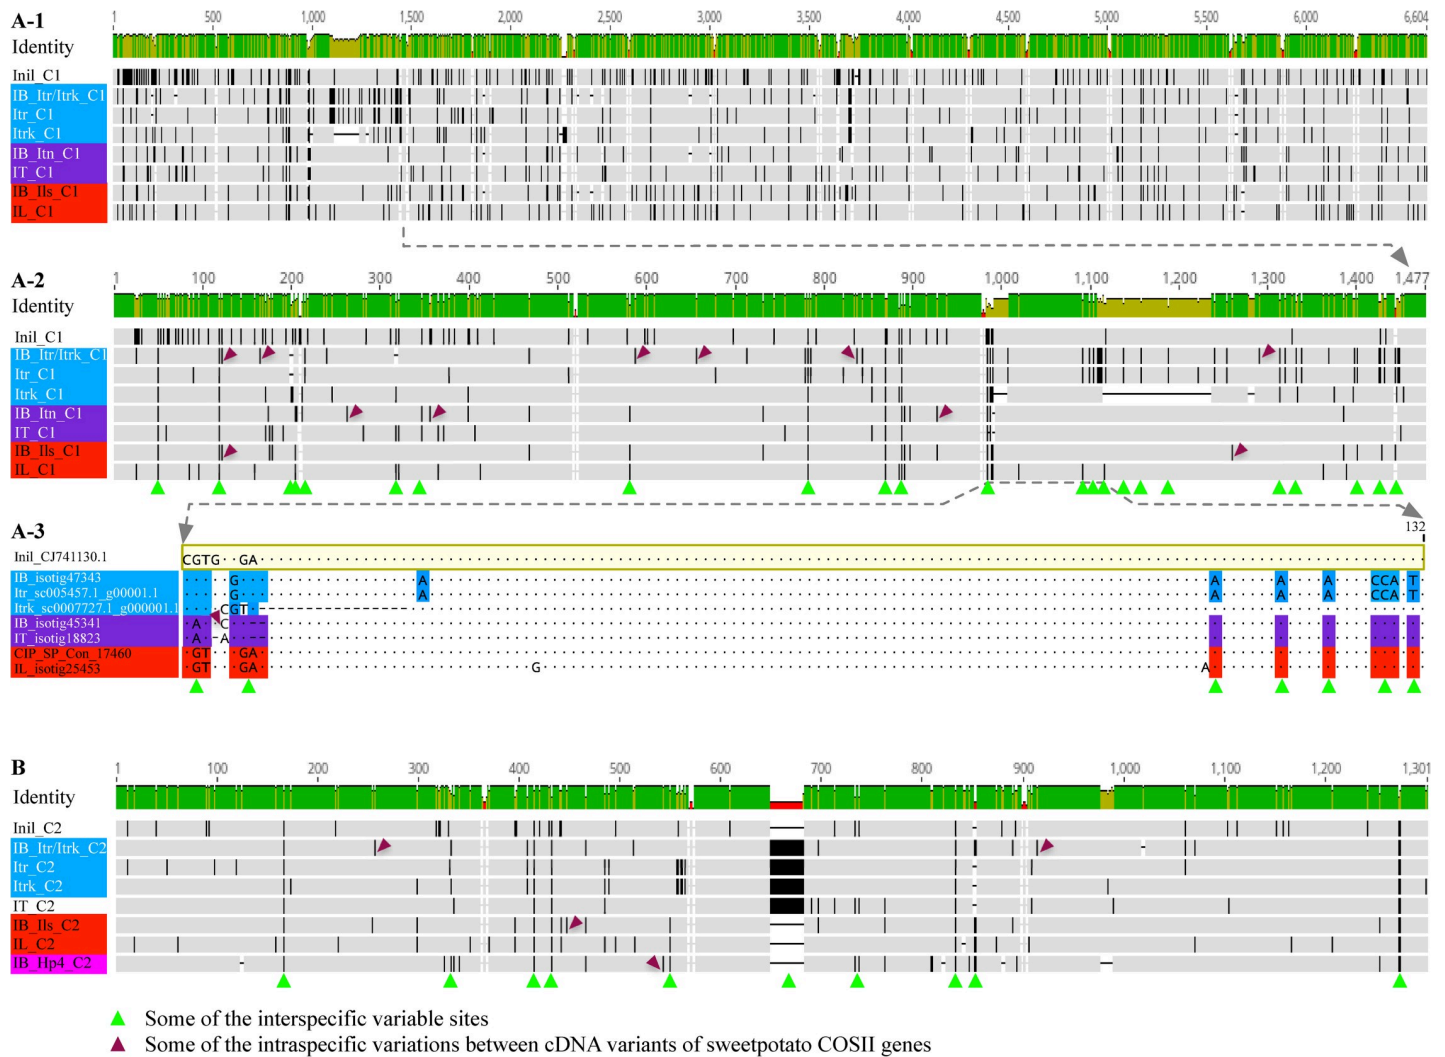 A-1
1 500 1,000 1,500 2,000 2,500 3,000 3,500 4,000 4,500 5,000 5,500 6,000 6,604
Identity
Inil_C1
IB_Itr/Itrk_C1
Itr_C1
Itrk_C1
IB_Itn_C1
IT_C1
IB_Ils_C1
IL_C1
A-2
1 100 200 300 400 500 600 700 800 900 1,000 1,100 1,200 1,300 1,400 1,477
Identity
Inil_C1
IB_Itr/Itrk_C1
Itr_C1
Itrk_C1
IB_Itn_C1
IT_C1
IB_Ils_C1
IL_C1
A-3
132
Inil_CJ741130.1 CGTG GA
IB_isotig47343 G A A A A CCA T
Itr_sc005457.1_g00001.1 G A A A A CCA T
Itrk_sc0007727.1_g000001.1 CGT
IB_isotig45341 A C
IT_isotig18823 A A
CIP_SP_Con_17460 GT GA
IL_isotig25453 GT GA G A
B
1 100 200 300 400 500 600 700 800 900 1,000 1,100 1,200 1,301
Identity
Inil_C2
IB_Itr/Itrk_C2
Itr_C2
Itrk_C2
IT_C2
IB_Ils_C2
IL_C2
IB_Hp4_C2
Some of the interspecific variable sites
Some of the intraspecific variations between cDNA variants of sweetpotato COSII genes